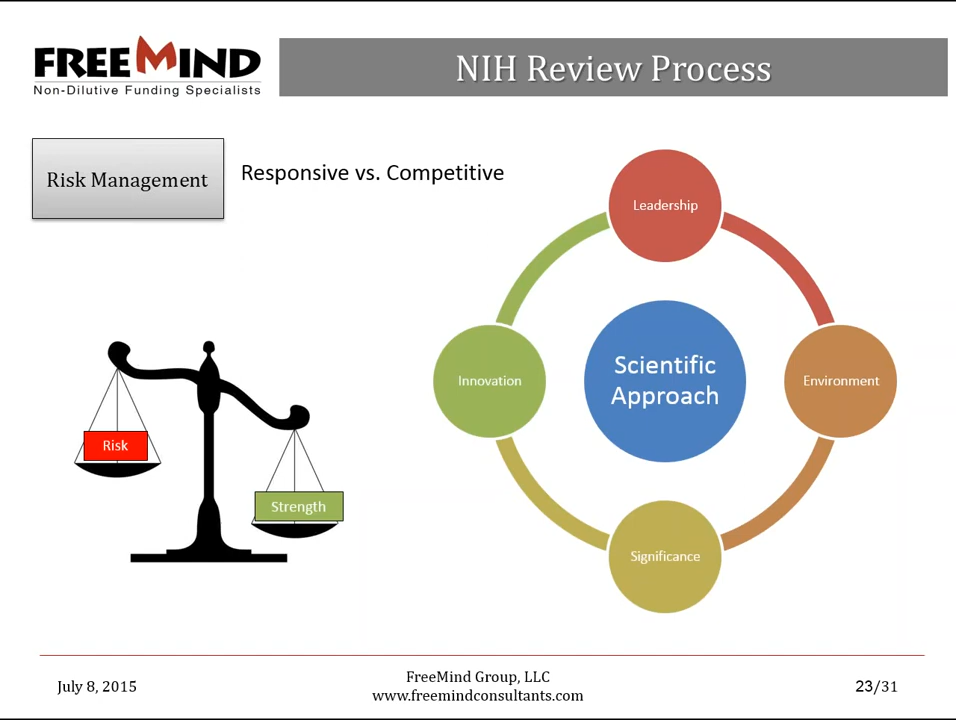 FREEMIND
Non-Dilutive Funding Specialists
NIH Review Process
Risk Management
Responsive vs. Competitive
Leadership
Innovation
Scientific
Approach
Environment
Significance
Risk
Strength
July 8, 2015
FreeMind Group, LLC
www.freemindconsultants.com
23/31